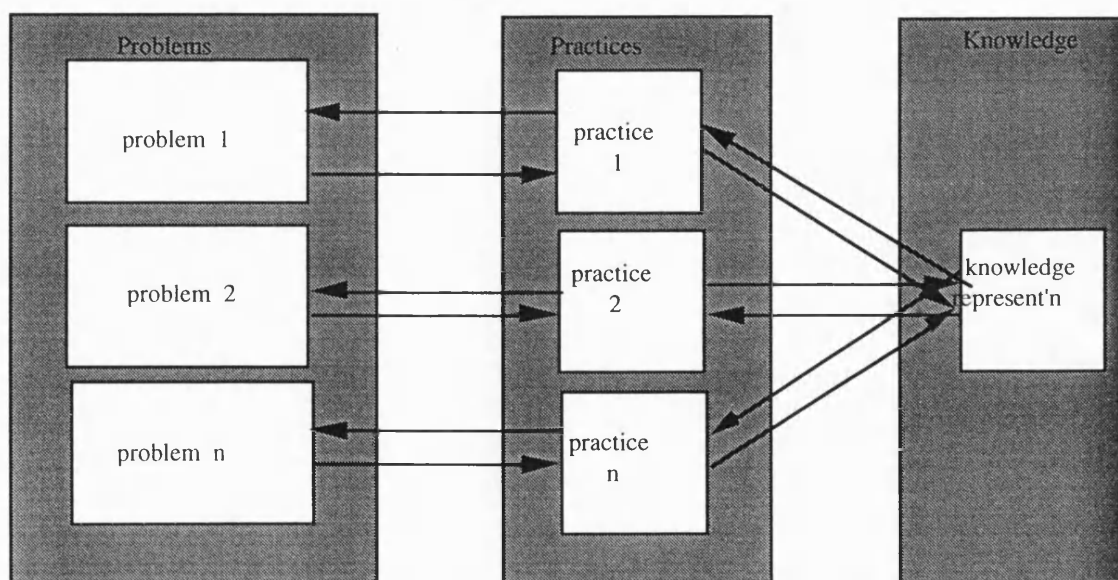 Problems
problem 1
problem 2
problem n
Practices
practice
1
practice
2
practice
n
Knowledge
knowledge
represent'n